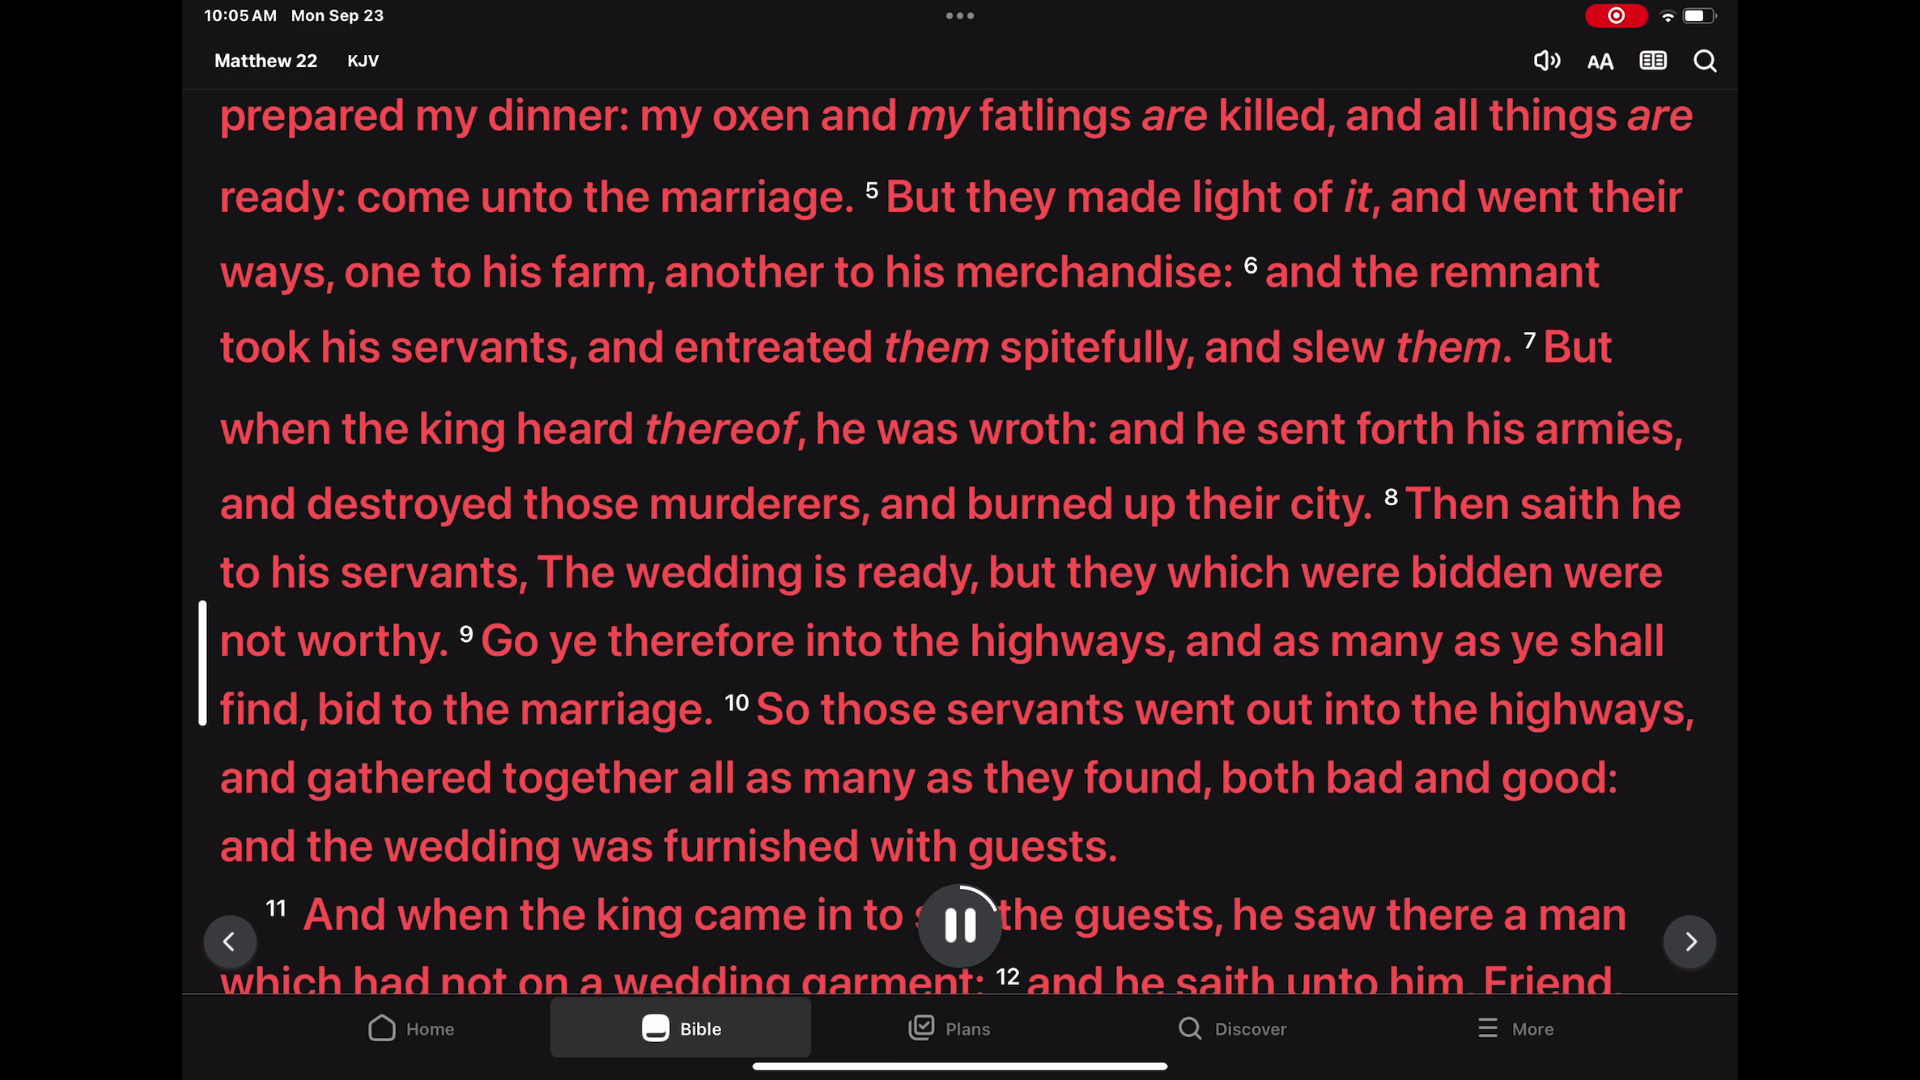 10:05 AM Mon Sep 23
Matthew 22 KJV
AA
prepared my dinner: my oxen and my fatlings are killed, and all things are
ready: come unto the marriage. 5 But they made light of it, and went their
ways, one to his farm, another to his merchandise: 6 and the remnant
took his servants, and entreated them spitefully, and slew them. 7 But
when the king heard thereof, he was wroth: and he sent forth his armies,
and destroyed those murderers, and burned up their city. 8 Then saith he
to his servants, The wedding is ready, but they which were bidden were
not worthy. 9 Go ye therefore into the highways, and as many as ye shall
find, bid to the marriage. 10 So those servants went out into the highways,
and gathered together all as many as they found, both bad and good:
and the wedding was furnished with guests.
11 And when the king came in to the guests, he saw there a man
which had not on a wedding garment: 12 and he saith unto him, Friend,
Home Bible Plans Discover More